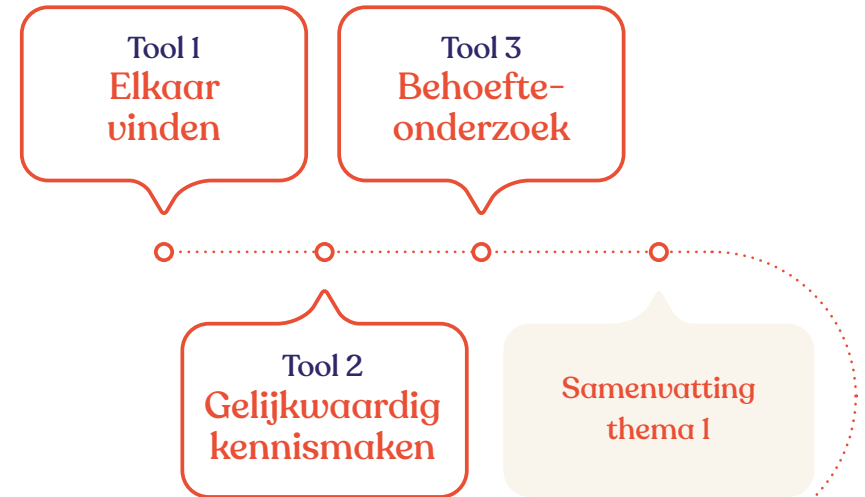 Tool 1
Elkaar
vinden
Tool 3
Behoefte-
onderzoek
Tool 2
Gelijkwaardig
kennismaken
Samenvatting
thema 1